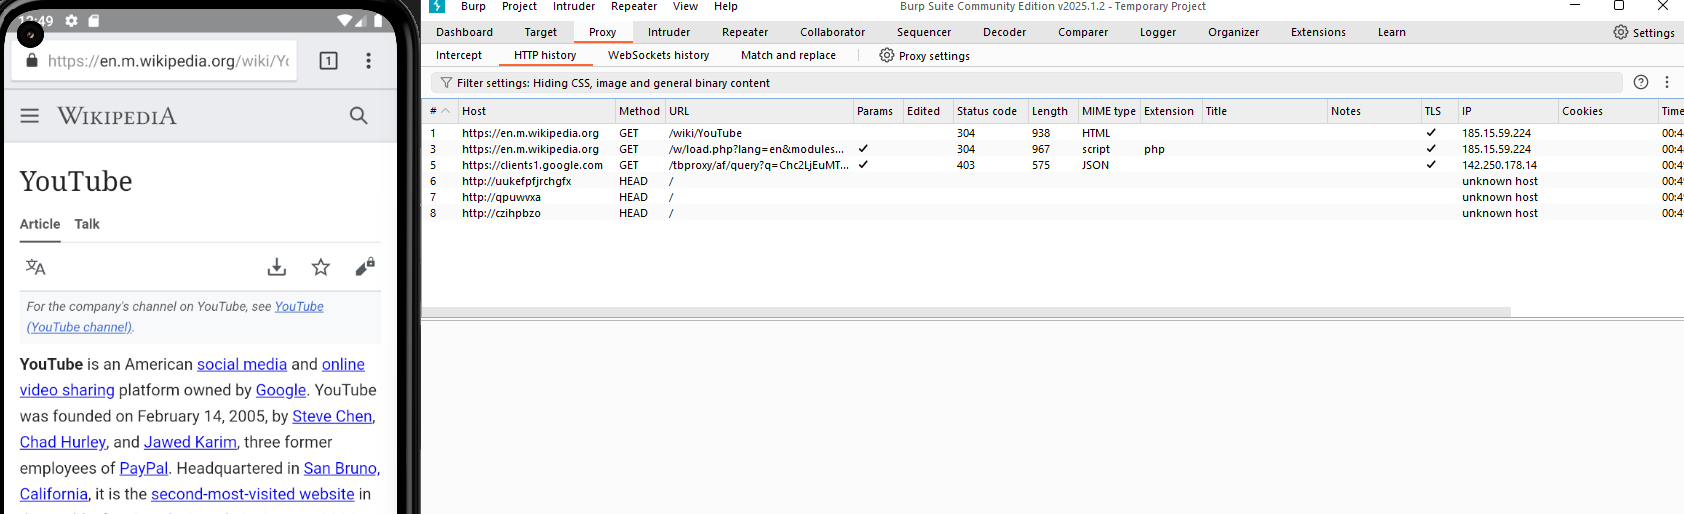 12:49
https://en.m.wikipedia.org/wiki/Yo
1
WIKIPEDIA
YouTube
Article Talk
For the company's channel on YouTube, see YouTube
(YouTube channel).
YouTube is an American social media and online
video sharing platform owned by Google. YouTube
was founded on February 14, 2005, by Steve Chen,
Chad Hurley, and Jawed Karim, three former
employees of PayPal. Headquartered in San Bruno,
California, it is the second-most-visited website in
Burp Project Intruder Repeater View Help Burp Suite Community Edition v2025.1.2 - Temporary Project
Dashboard Target Proxy Intruder Repeater Collaborator Sequencer Decoder Comparer Logger Organizer Extensions Learn Settings
Intercept HTTP history WebSockets history Match and replace Proxy settings
Filter settings: Hiding CSS, image and general binary content
# Host Method URL Params Edited Status code Length MIME type Extension Title Notes TLS IP Cookies Time
1 https://en.m.wikipedia.org GET /wiki/YouTube 304 938 HTML ✓ 185.15.59.224 00:4
3 https://en.m.wikipedia.org GET /w/load.php?lang=en&modules... ✓ 304 967 script php ✓ 185.15.59.224 00:4
5 https://clients1.google.com GET /tbproxy/af/query?q=Chc2LjEuMT... ✓ 403 575 JSON ✓ 142.250.178.14 00:4
6 http://uukefpfjrchgfx HEAD / unknown host 00:4
7 http://qpuwvxa HEAD / unknown host 00:4
8 http://czihpbzo HEAD / unknown host 00:4